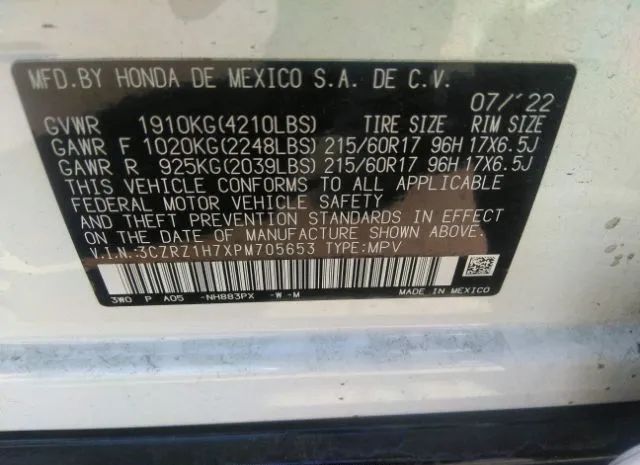 MFD.BY HONDA DE MEXICO S.A. DE C.V.
07/'22
GVWR 1910KG(4210LBS) TIRE SIZE RIM SIZE
GAWR F 1020KG(2248LBS) 215/60R17 96H 17X6.5J
GAWR R 925KG(2039LBS) 215/60R17 96H 17X6.5J
THIS VEHICLE CONFORMS TO ALL APPLICABLE
FEDERAL MOTOR VEHICLE SAFETY
AND THEFT PREVENTION STANDARDS IN EFFECT
ON THE DATE OF MANUFACTURE SHOWN ABOVE.
V.I.N.:3CZRZ1H7XPM705653 TYPE:MPV
3W0 P A05 -NH883PX -W-M MADE IN MEXICO